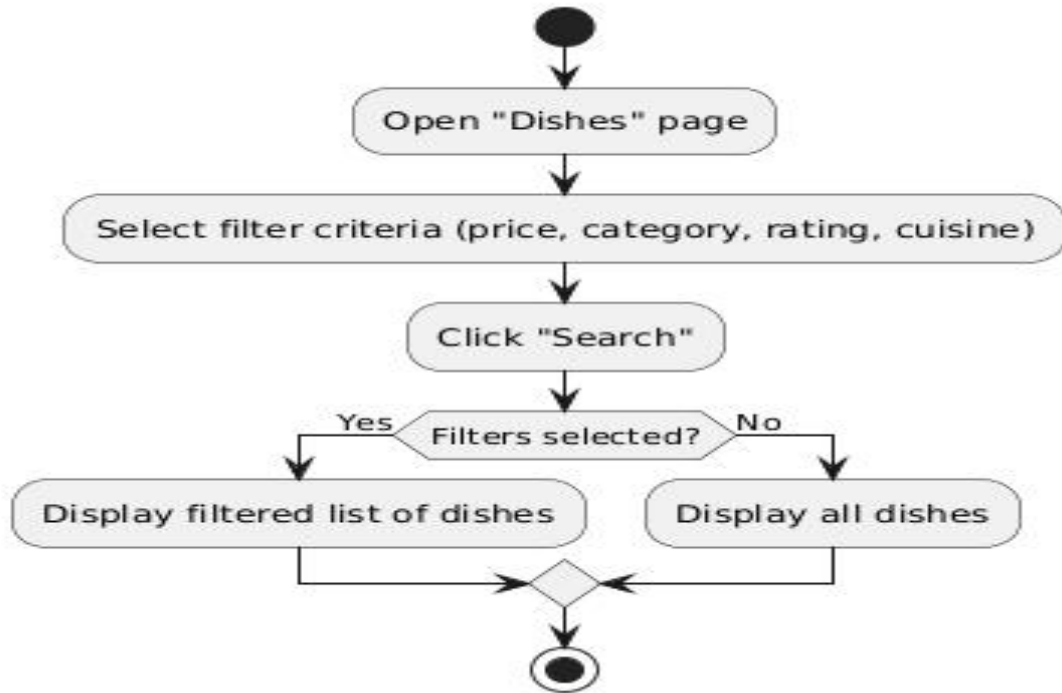 Open "Dishes" page
Select filter criteria (price, category, rating, cuisine)
Click "Search"
Yes
Filters selected?
No
Display filtered list of dishes
Display all dishes